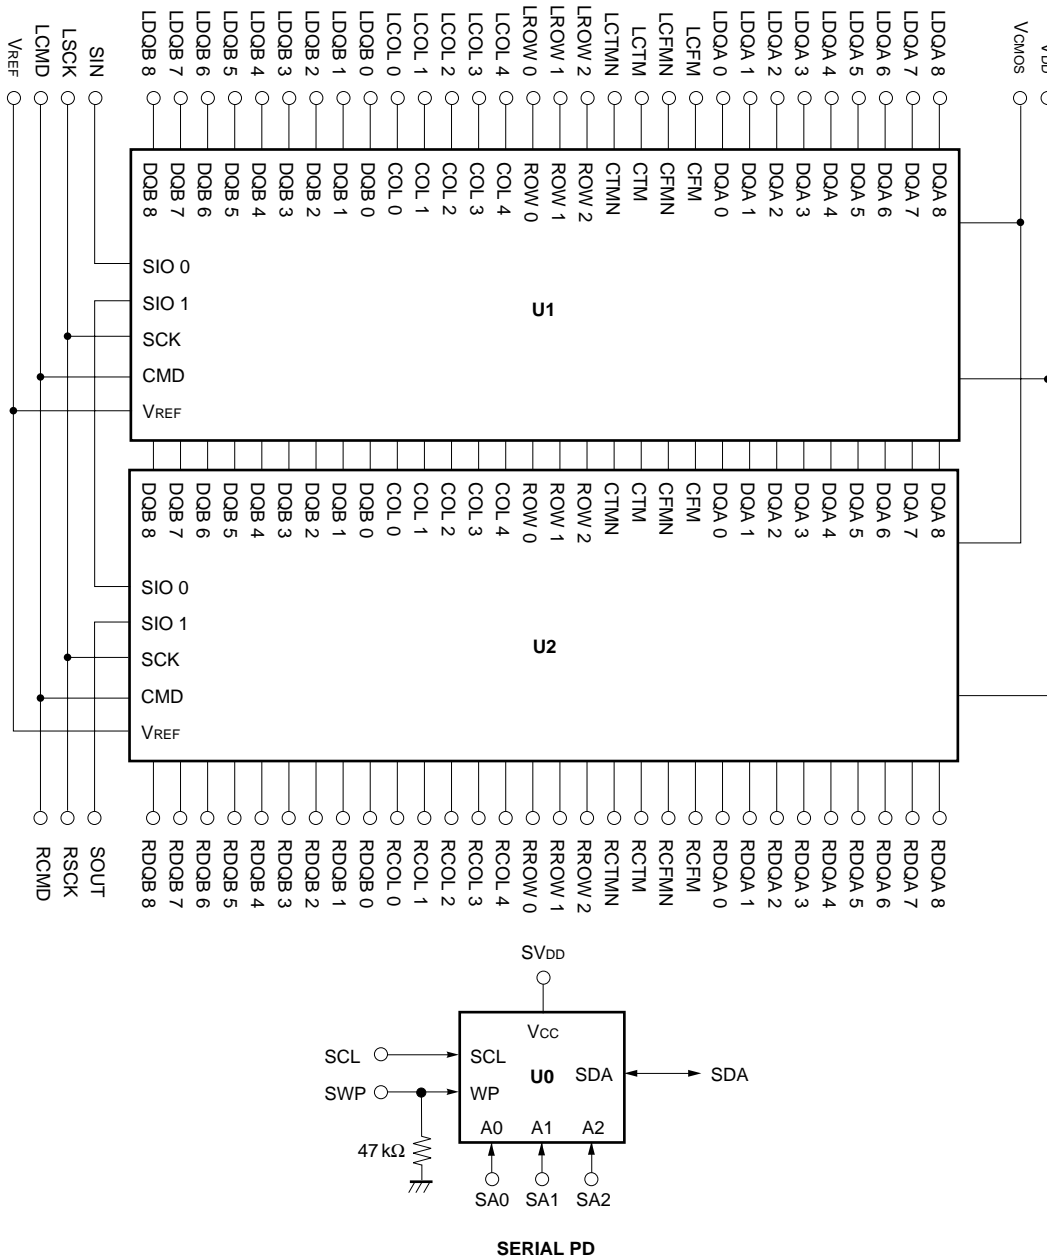 VREF
LCMD
LSCK
SIN
LDQB 8
LDQB 7
LDQB 6
LDQB 5
LDQB 4
LDQB 3
LDQB 2
LDQB 1
LDQB 0
LCOL 0
LCOL 1
LCOL 2
LCOL 3
LCOL 4
LROW 0
LROW 1
LROW 2
LCTMN
LCTM
LCFMN
LCFM
LDQA 0
LDQA 1
LDQA 2
LDQA 3
LDQA 4
LDQA 5
LDQA 6
LDQA 7
LDQA 8
VCMOS
VDD
DQB 8
DQB 7
DQB 6
DQB 5
DQB 4
DQB 3
DQB 2
DQB 1
DQB 0
COL 0
COL 1
COL 2
COL 3
COL 4
ROW 0
ROW 1
ROW 2
CTMN
CTM
CFMN
CFM
DQA 0
DQA 1
DQA 2
DQA 3
DQA 4
DQA 5
DQA 6
DQA 7
DQA 8
SIO 0
SIO 1
SCK
CMD
VREF
U1
DQB 8
DQB 7
DQB 6
DQB 5
DQB 4
DQB 3
DQB 2
DQB 1
DQB 0
COL 0
COL 1
COL 2
COL 3
COL 4
ROW 0
ROW 1
ROW 2
CTMN
CTM
CFMN
CFM
DQA 0
DQA 1
DQA 2
DQA 3
DQA 4
DQA 5
DQA 6
DQA 7
DQA 8
SIO 0
SIO 1
SCK
CMD
VREF
U2
RCMD
RSCK
SOUT
RDQB 8
RDQB 7
RDQB 6
RDQB 5
RDQB 4
RDQB 3
RDQB 2
RDQB 1
RDQB 0
RCOL 0
RCOL 1
RCOL 2
RCOL 3
RCOL 4
RROW 0
RROW 1
RROW 2
RCTMN
RCTM
RCFMN
RCFM
RDQA 0
RDQA 1
RDQA 2
RDQA 3
RDQA 4
RDQA 5
RDQA 6
RDQA 7
RDQA 8
SVDD
VCC
SCL
SCL
U0
SDA
SDA
SWP
WP
A0
A1
A2
47 kΩ
SA0
SA1
SA2
SERIAL PD